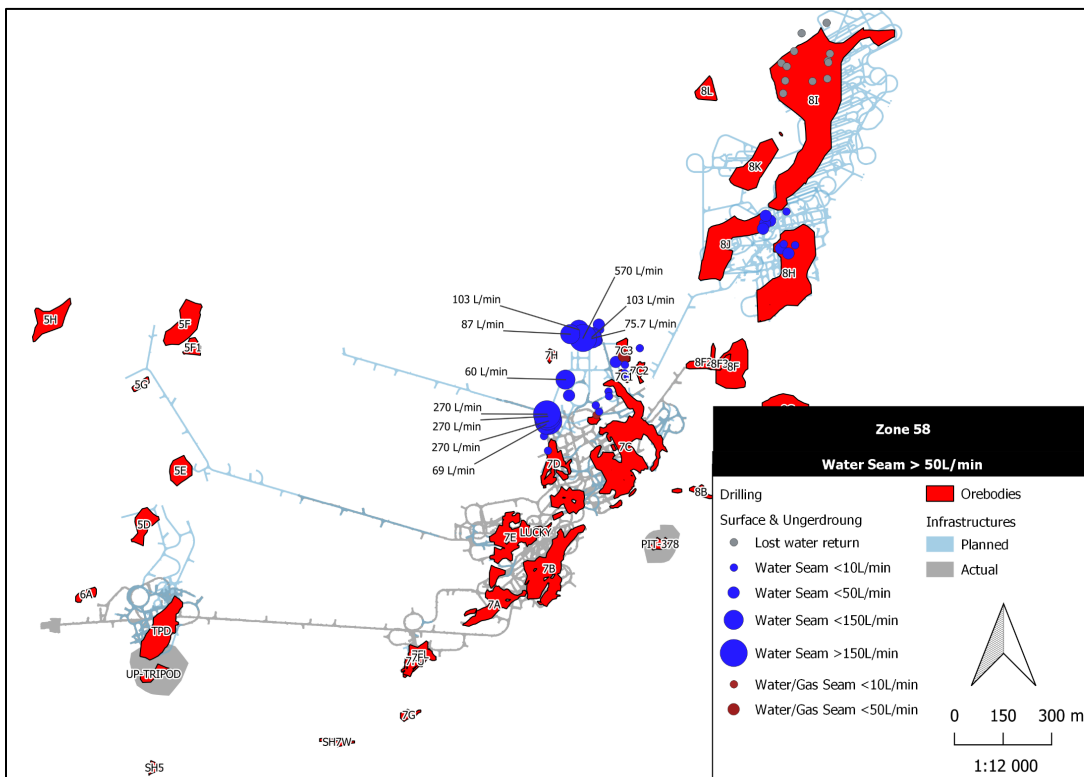 8L
8I
8K
8J
8H
570 L/min
103 L/min
103 L/min
87 L/min
75.7 L/min
5H
5F
5F1
7H
7C3
7C2
7C1
8F2
8F3
8F
5G
60 L/min
270 L/min
270 L/min
270 L/min
69 L/min
7C
7D
5E
8B
5D
7E
LUCKY
PIT-378
7B
6A
7A
TPD
7EL
UP-TRIPOD
7G
SH7W
SH5
Zone 58
Water Seam > 50L/min
Drilling
Surface & Ungerdroung
Lost water return
Water Seam <10L/min
Water Seam <50L/min
Water Seam <150L/min
Water Seam >150L/min
Water/Gas Seam <10L/min
Water/Gas Seam <50L/min
Orebodies
Infrastructures
Planned
Actual
0 150 300 m
1:12 000